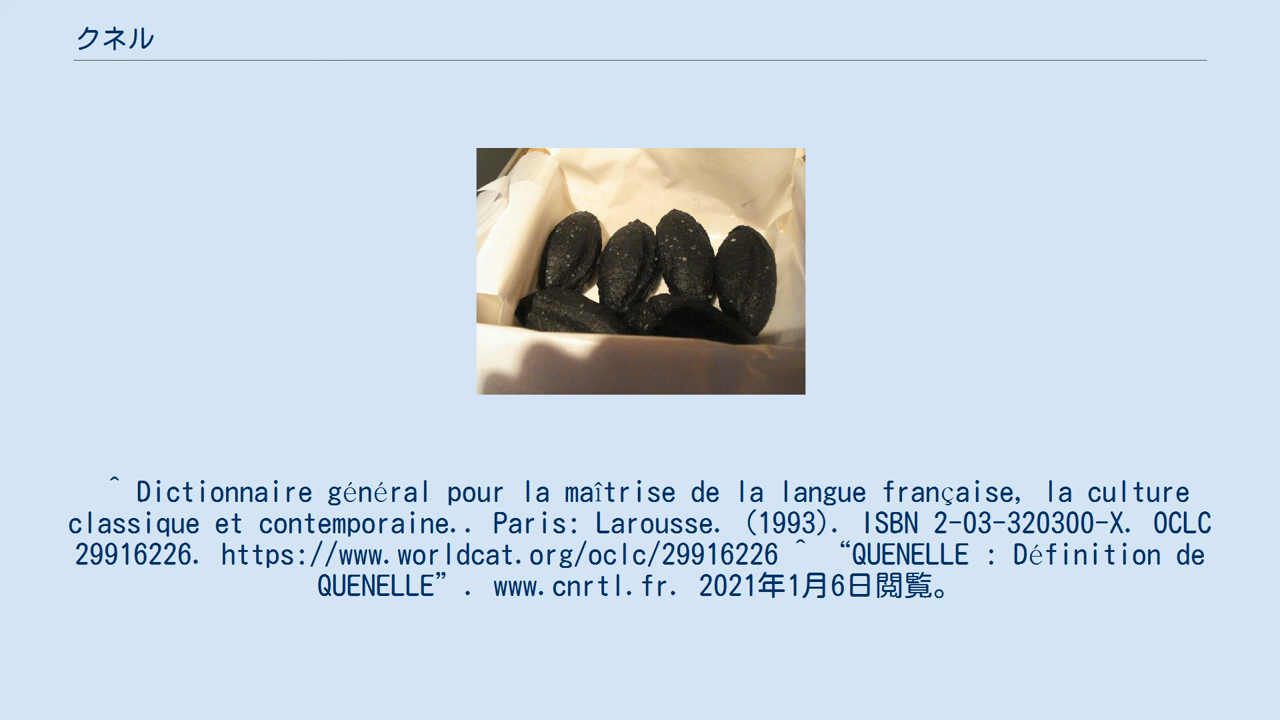 クネル
^ Dictionnaire général pour la maîtrise de la langue française, la culture
classique et contemporaine.. Paris: Larousse. (1993). ISBN 2-03-320300-X. OCLC
29916226. https://www.worldcat.org/oclc/29916226 ^ “QUENELLE : Définition de
QUENELLE”. www.cnrtl.fr. 2021年1月6日閲覧。